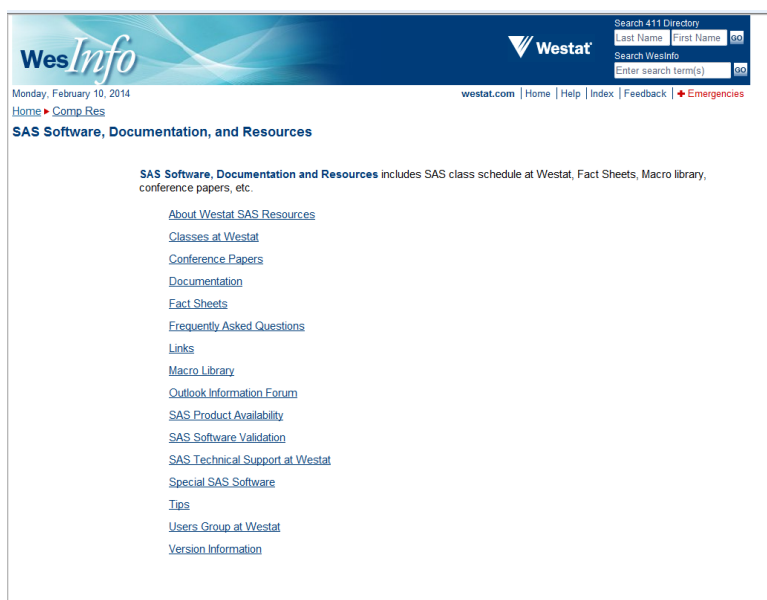 Search 411 Directory
Last Name First Name GO
WesInfo
Westat
Search WesInfo
Enter search term(s) GO
Monday, February 10, 2014
westat.com | Home | Help | Index | Feedback | Emergencies
Home Comp Res
SAS Software, Documentation, and Resources
SAS Software, Documentation and Resources includes SAS class schedule at Westat, Fact Sheets, Macro library,
conference papers, etc.
About Westat SAS Resources
Classes at Westat
Conference Papers
Documentation
Fact Sheets
Frequently Asked Questions
Links
Macro Library
Outlook Information Forum
SAS Product Availability
SAS Software Validation
SAS Technical Support at Westat
Special SAS Software
Tips
Users Group at Westat
Version Information